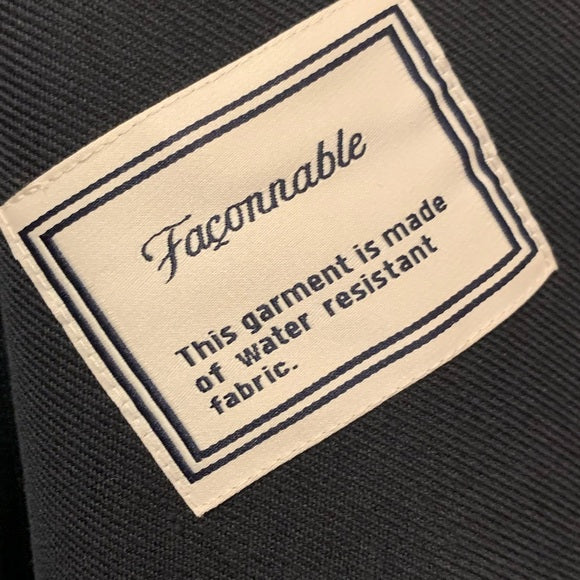 Façonnable
This garment is made
of water resistant
fabric.